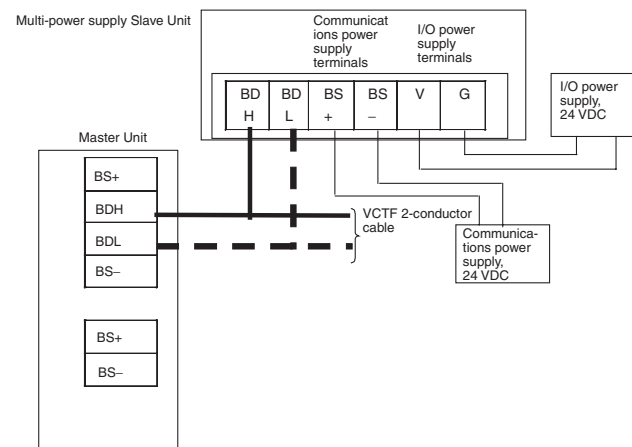 Multi-power supply Slave Unit
Communicat
ions power
supply
terminals
I/O power
supply
terminals
BD
H
BD
L
BS
+
BS
–
V
G
I/O power
supply,
24 VDC
Master Unit
BS+
BDH
BDL
BS–
BS+
BS–
VCTF 2-conductor
cable
Communica-
tions power
supply,
24 VDC